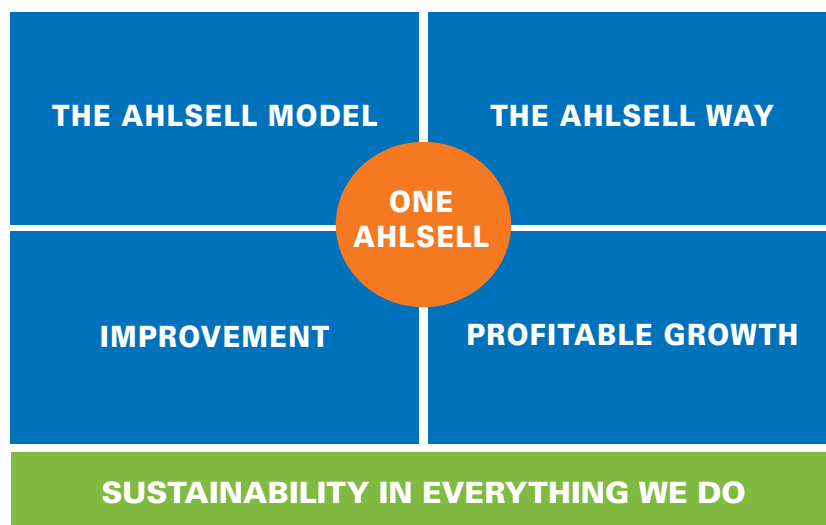 THE AHLSELL MODEL
THE AHLSELL WAY
ONE
AHLSELL
IMPROVEMENT
PROFITABLE GROWTH
SUSTAINABILITY IN EVERYTHING WE DO